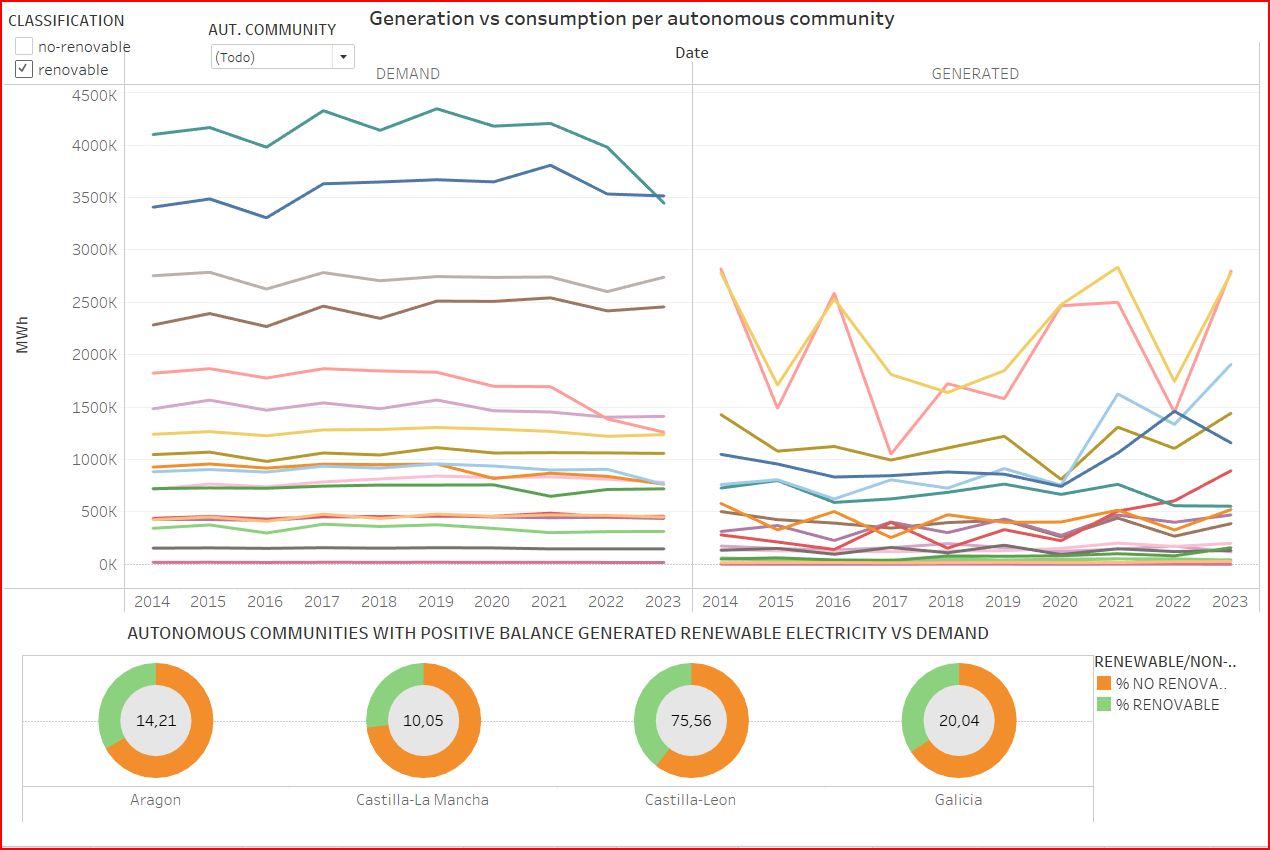 Generation vs consumption per autonomous community
CLASSIFICATION
no-renovable
renovable
AUT. COMMUNITY
(Todo)
Date
DEMAND
GENERATED
MWh
4500K
4000K
3500K
3000K
2500K
2000K
1500K
1000K
500K
0K
2014 2015 2016 2017 2018 2019 2020 2021 2022 2023
2014 2015 2016 2017 2018 2019 2020 2021 2022 2023
AUTONOMOUS COMMUNITIES WITH POSITIVE BALANCE GENERATED RENEWABLE ELECTRICITY VS DEMAND
14,21 10,05 75,56 20,04
Aragon Castilla-La Mancha Castilla-Leon Galicia
RENEWABLE/NON-..
% NO RENOVA..
% RENOVABLE